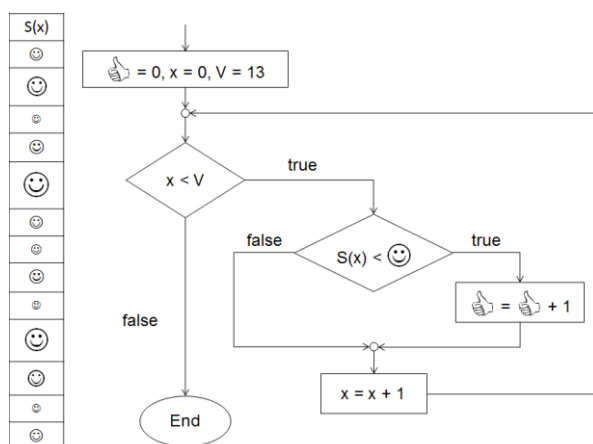 S(x)
👍 = 0, x = 0, V = 13
x < V
true
false
S(x) < ☺
true
👍 = 👍 + 1
false
x = x + 1
End